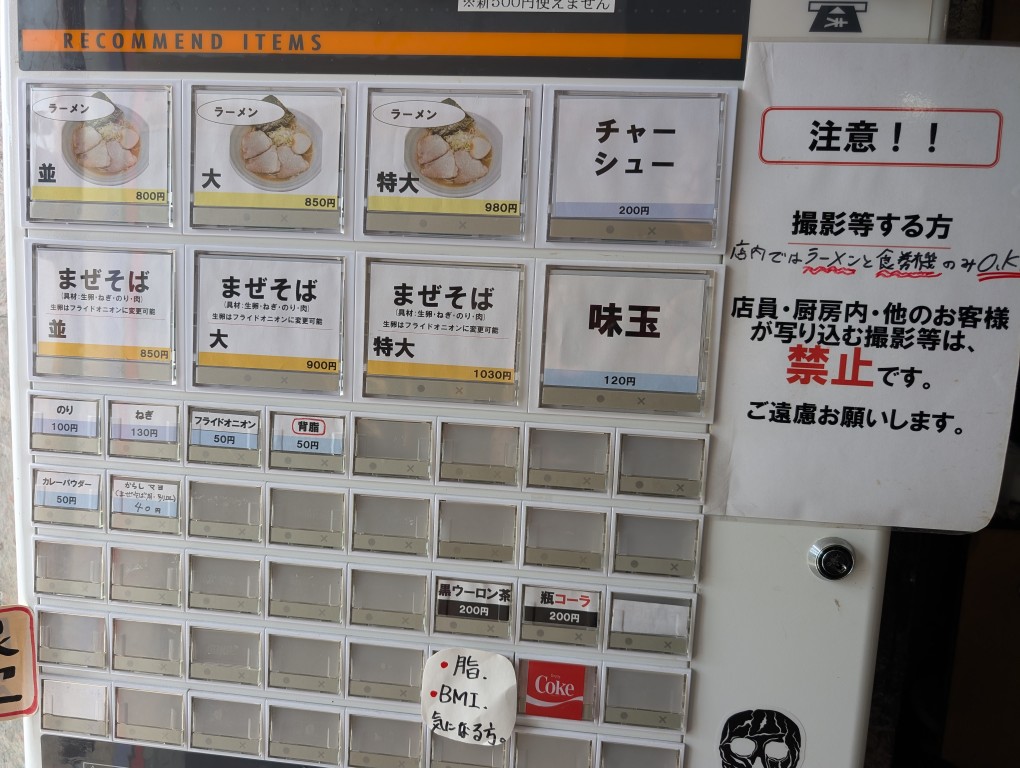 ※新500円使えません
RECOMMEND ITEMS
ラーメン
並
800円
ラーメン
大
850円
ラーメン
特大
980円
チャー
シュー
200円
まぜそば
(具材:生卵・ねぎ・のり・肉)
生卵はフライドオニオンに変更可能
並
850円
まぜそば
(具材:生卵・ねぎ・のり・肉)
生卵はフライドオニオンに変更可能
大
900円
まぜそば
(具材:生卵・ねぎ・のり・肉)
生卵はフライドオニオンに変更可能
特大
1030円
味玉
120円
のり
100円
ねぎ
130円
フライドオニオン
50円
背脂
50円
カレーパウダー
50円
からしマヨ
40円
黒ウーロン茶
200円
瓶コーラ
200円
・脂.
・BMI.
気になる方。
Coke
注意！！
撮影等する方
店内ではラーメンと食券機のみO.K
店員・厨房内・他のお客様
が写り込む撮影等は、
禁止です。
ご遠慮お願いします。